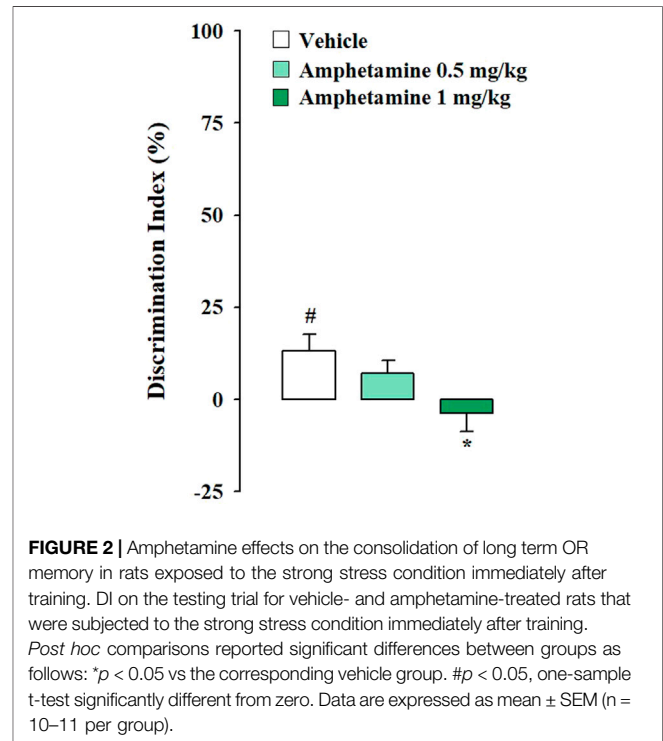 100
Vehicle
Amphetamine 0.5 mg/kg
Amphetamine 1 mg/kg
75
Discrimination Index (%)
50
25
#
0
*
-25
FIGURE 2 | Amphetamine effects on the consolidation of long term OR
memory in rats exposed to the strong stress condition immediately after
training. DI on the testing trial for vehicle- and amphetamine-treated rats that
were subjected to the strong stress condition immediately after training.
Post hoc comparisons reported significant differences between groups as
follows: *p < 0.05 vs the corresponding vehicle group. #p < 0.05, one-sample
t-test significantly different from zero. Data are expressed as mean ± SEM (n =
10–11 per group).